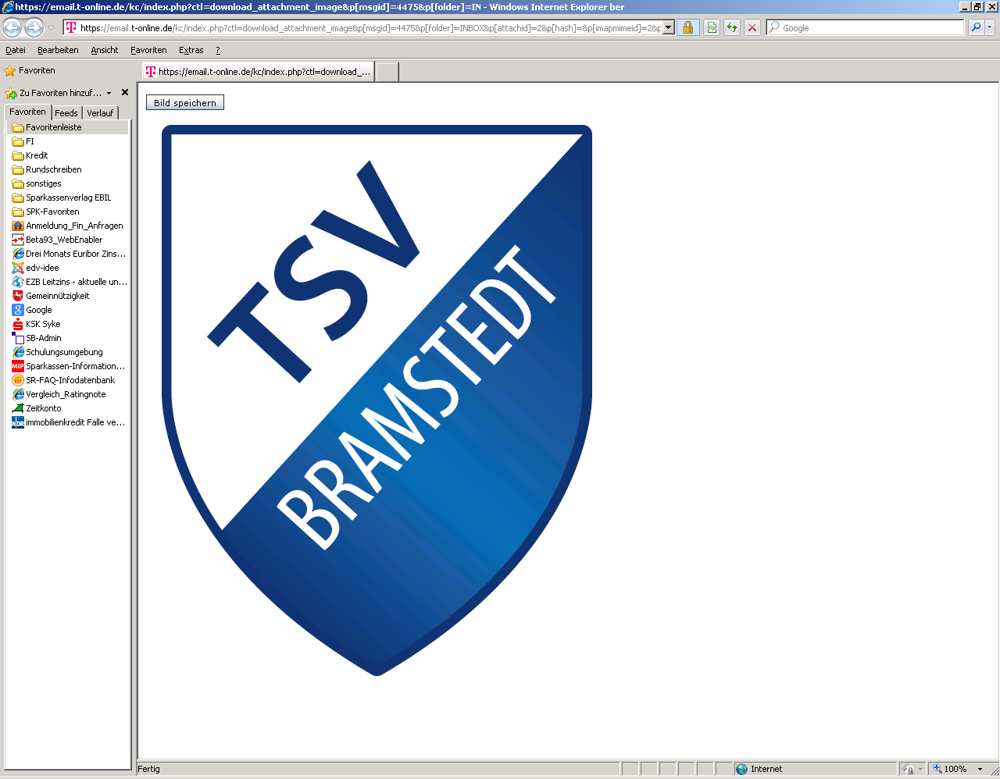 https://email.t-online.de/kc/index.php?ctl=download_attachment_image&p[msgid]=4475&p[folder]=IN - Windows Internet Explorer ber
https://email.t-online.de/kc/index.php?ctl=download_attachment_image&p[msgid]=4475&p[folder]=INBOX&p[attachid]=2&p[hash]=&p[imapmimeid]=2&p
Google
Datei Bearbeiten Ansicht Favoriten Extras ?
Favoriten
https://email.t-online.de/kc/index.php?ctl=download_...
Zu Favoriten hinzuf...
Favoriten Feeds Verlauf
Bild speichern
Favoritenleiste
FI
Kredit
Rundschreiben
sonstiges
Sparkassenverlag EBIL
SPK-Favoriten
Anmeldung_Fin_Anfragen
Beta93_WebEnabler
Drei Monats Euribor Zins...
edv-idee
EZB Leitzins - aktuelle un...
Gemeinnützigkeit
Google
KSK Syke
SB-Admin
Schulungsumgebung
MIP Sparkassen-Information...
SR-FAQ-Infodatenbank
Vergleich_Ratingnote
Zeitkonto
NDR immobilienkredit Falle ve...
TSV
BRAMSTEDT
Fertig
Internet
100%